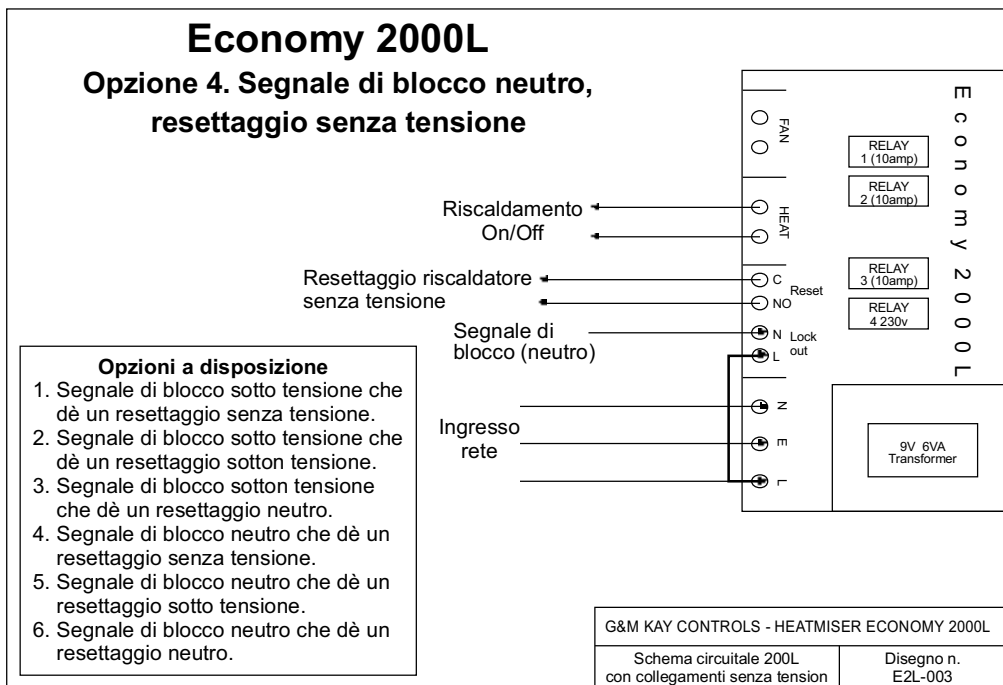 Economy 2000L
Opzione 4. Segnale di blocco neutro,
resettaggio senza tensione
Economy 2000L
FAN
RELAY
1 (10amp)
RELAY
2 (10amp)
HEAT
Riscaldamento
On/Off
RELAY
3 (10amp)
RELAY
4 230v
C
Reset
NO
Resettaggio riscaldatore
senza tensione
N
Lock
out
L
Segnale di
blocco (neutro)
N
E
L
Ingresso
rete
9V 6VA
Transformer
Opzioni a disposizione
1. Segnale di blocco sotto tensione che
dè un resettaggio senza tensione.
2. Segnale di blocco sotto tensione che
dè un resettaggio sotton tensione.
3. Segnale di blocco sotton tensione
che dè un resettaggio neutro.
4. Segnale di blocco neutro che dè un
resettaggio senza tensione.
5. Segnale di blocco neutro che dè un
resettaggio sotto tensione.
6. Segnale di blocco neutro che dè un
resettaggio neutro.
G&M KAY CONTROLS - HEATMISER ECONOMY 2000L
Schema circuitale 200L
con collegamenti senza tension
Disegno n.
E2L-003